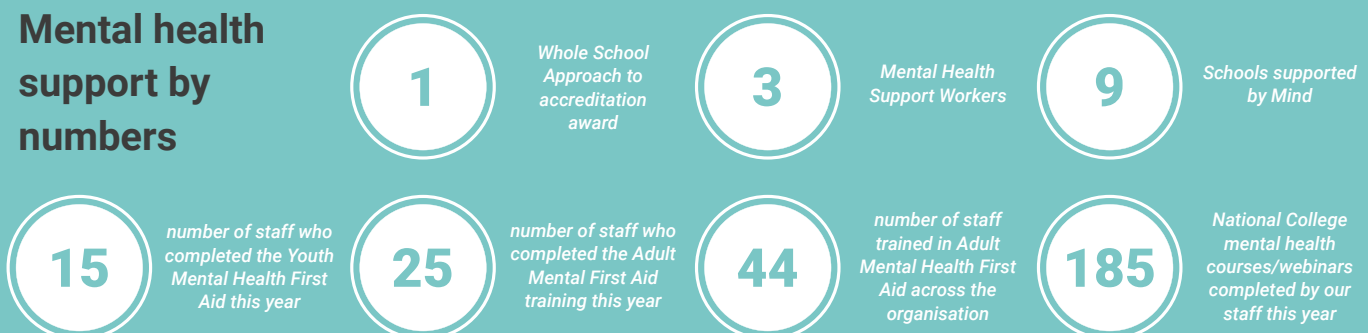 Mental health
support by
numbers
1
Whole School
Approach to
accreditation
award
3
Mental Health
Support Workers
9
Schools supported
by Mind
15
number of staff who
completed the Youth
Mental Health First
Aid this year
25
number of staff who
completed the Adult
Mental First Aid
training this year
44
number of staff
trained in Adult
Mental Health First
Aid across the
organisation
185
National College
mental health
courses/webinars
completed by our
staff this year